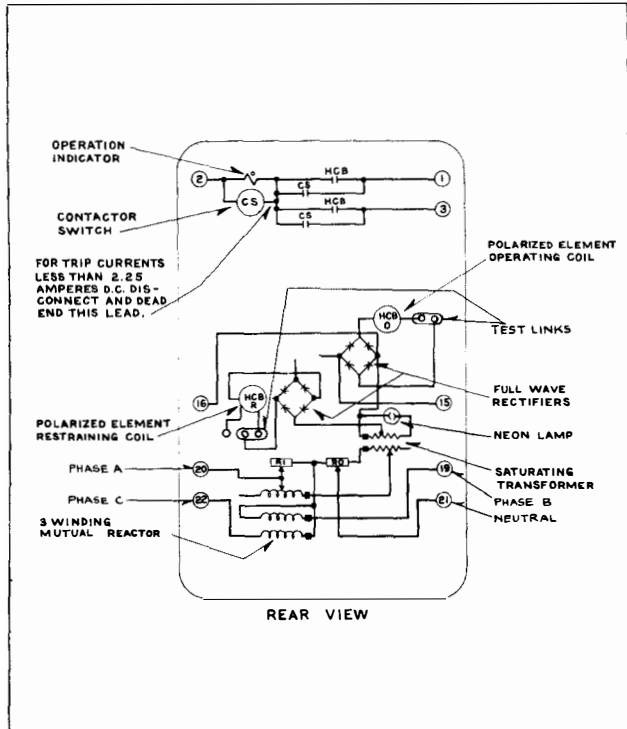 OPERATION
INDICATOR
2
HCB
1
CS
CS
HCB
3
CS
CONTACTOR
SWITCH
FOR TRIP CURRENTS
LESS THAN 2.25
AMPERES D.C. DIS-
CONNECT AND DEAD
END THIS LEAD.
POLARIZED ELEMENT
OPERATING COIL
HCB
O
TEST LINKS
16
HCB
R
15
FULL WAVE
RECTIFIERS
POLARIZED ELEMENT
RESTRAINING COIL
NEON LAMP
R1
R0
SATURATING
TRANSFORMER
PHASE A
20
19
PHASE B
PHASE C
22
21
NEUTRAL
3 WINDING
MUTUAL REACTOR
REAR VIEW